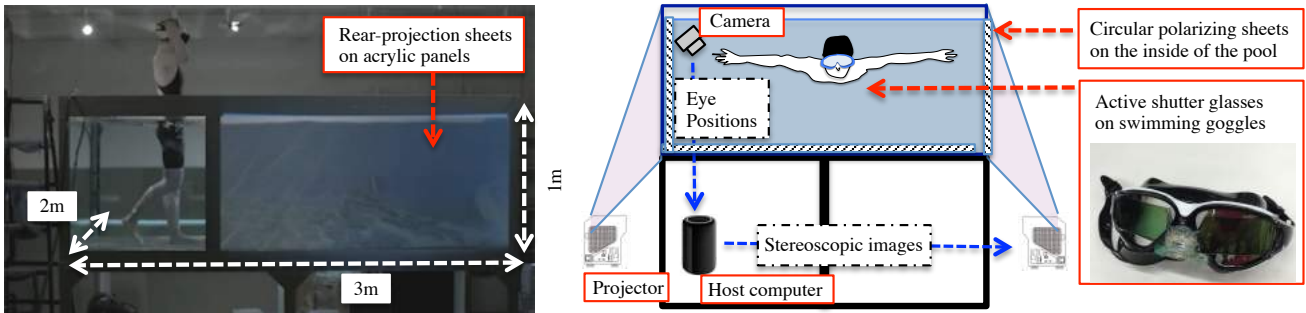 Rear-projection sheets
on acrylic panels
2m
3m
1m
Camera
Eye
Positions
Stereoscopic images
Projector
Host computer
Circular polarizing sheets
on the inside of the pool
Active shutter glasses
on swimming goggles